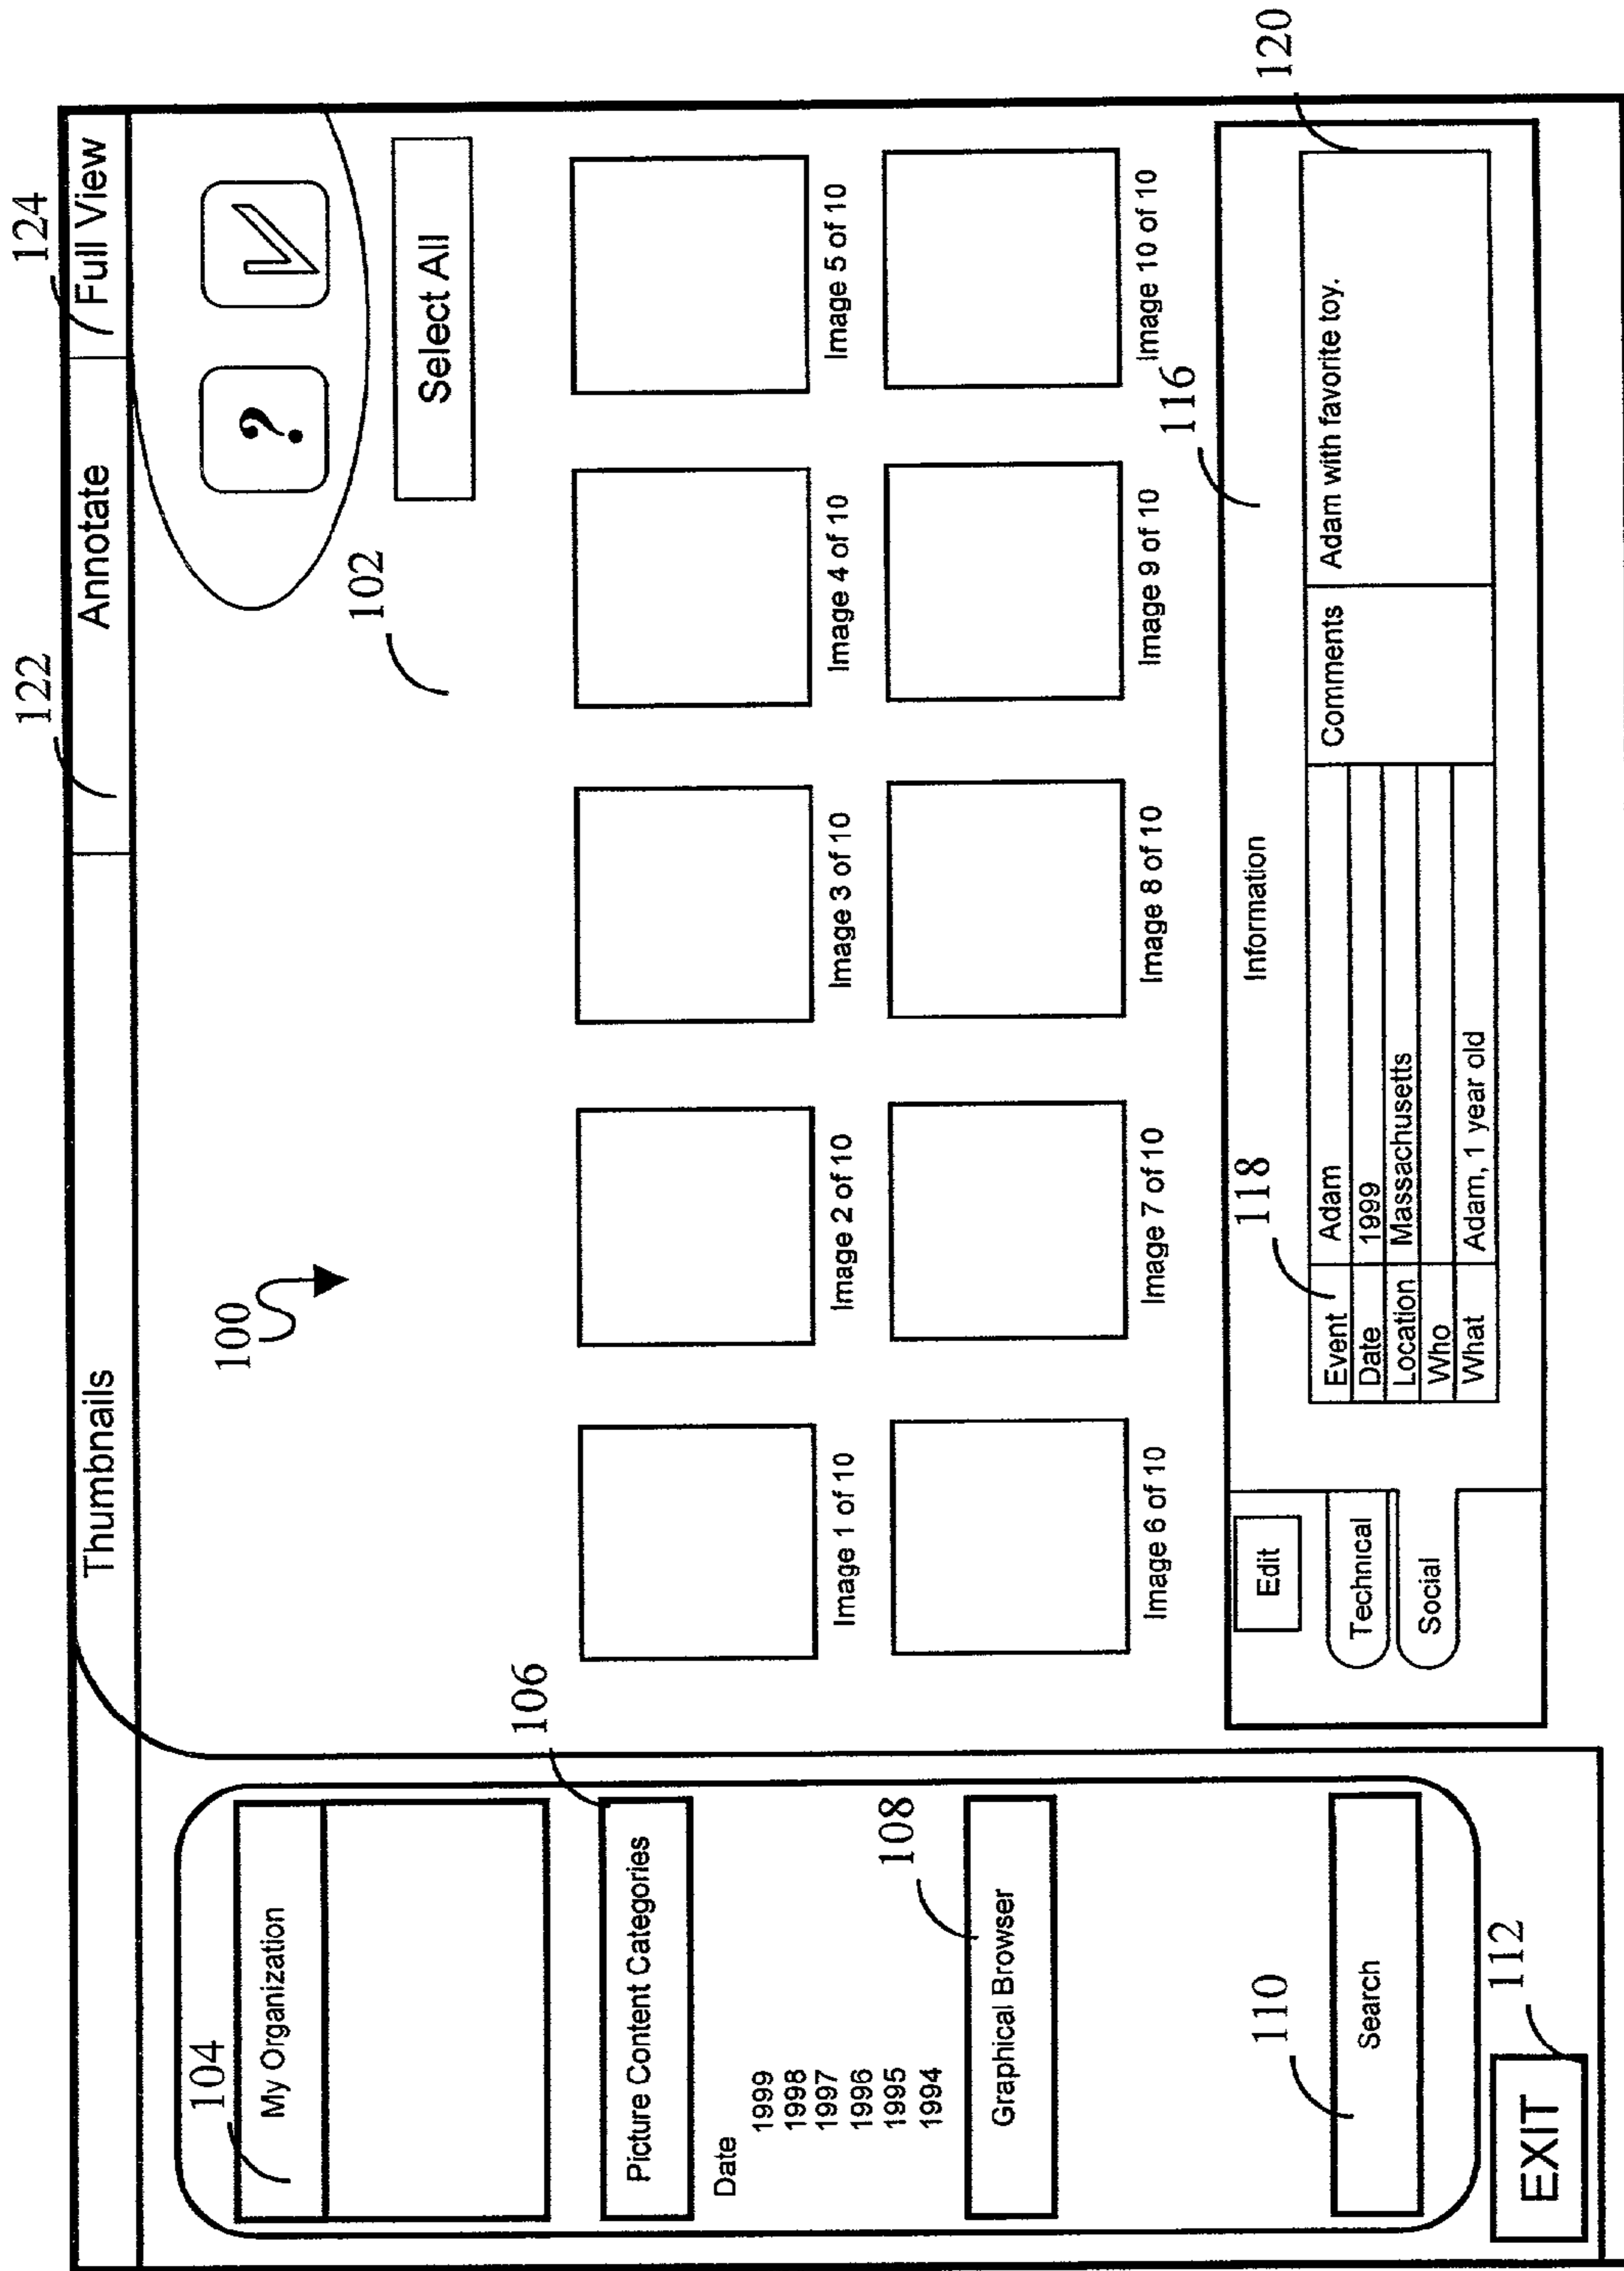 122
124
Thumbnails
Annotate
Full View
100
?
102
Select All
104
My Organization
106
Picture Content Categories
Date
1999
1998
1997
1996
1995
1994
108
Graphical Browser
110
Search
112
EXIT
Image 1 of 10
Image 2 of 10
Image 3 of 10
Image 4 of 10
Image 5 of 10
Image 6 of 10
Image 7 of 10
Image 8 of 10
Image 9 of 10
Image 10 of 10
116
118
120
Edit
Information
Technical
Social
Event Adam
Date 1999
Location Massachusetts
Who
What Adam, 1 year old
Comments Adam with favorite toy.